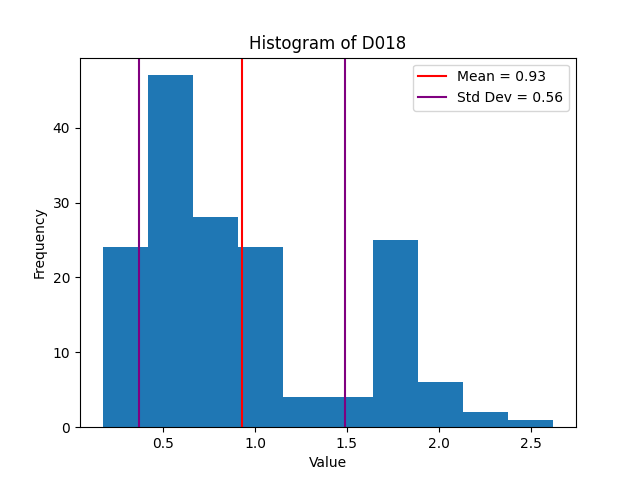 Histogram of D018
Mean = 0.93
Std Dev = 0.56
Frequency
40
30
20
10
0
0.5 1.0 1.5 2.0 2.5
Value